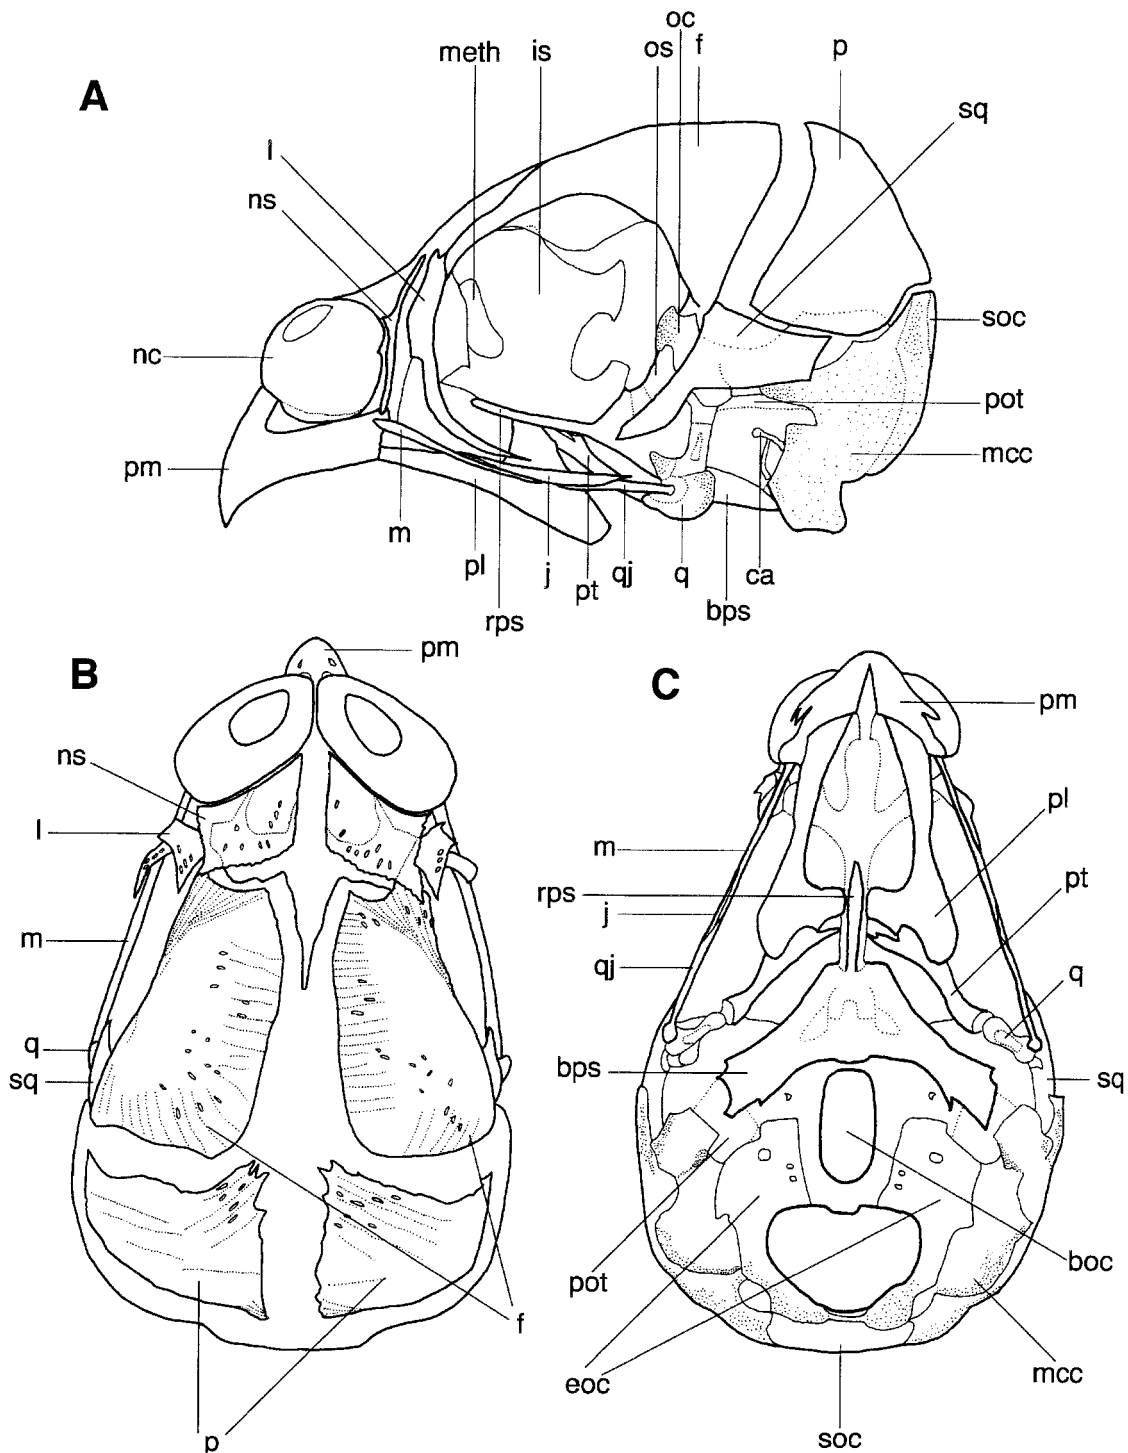 A
meth
is
os
oc
f
p
sq
l
ns
nc
pm
soc
pot
mcc
m
pl
rps
j
pt
qj
q
bps
ca
B
pm
ns
l
m
q
sq
f
p
C
pm
pl
m
rps
j
pt
qj
q
bps
sq
pot
boc
eoc
mcc
soc